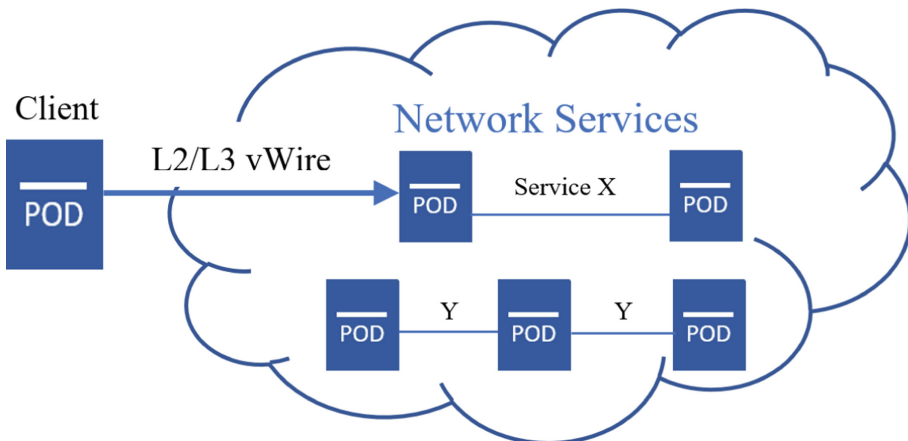 Client
Network Services
L2/L3 vWire
POD
POD
Service X
POD
POD
Y
POD
Y
POD